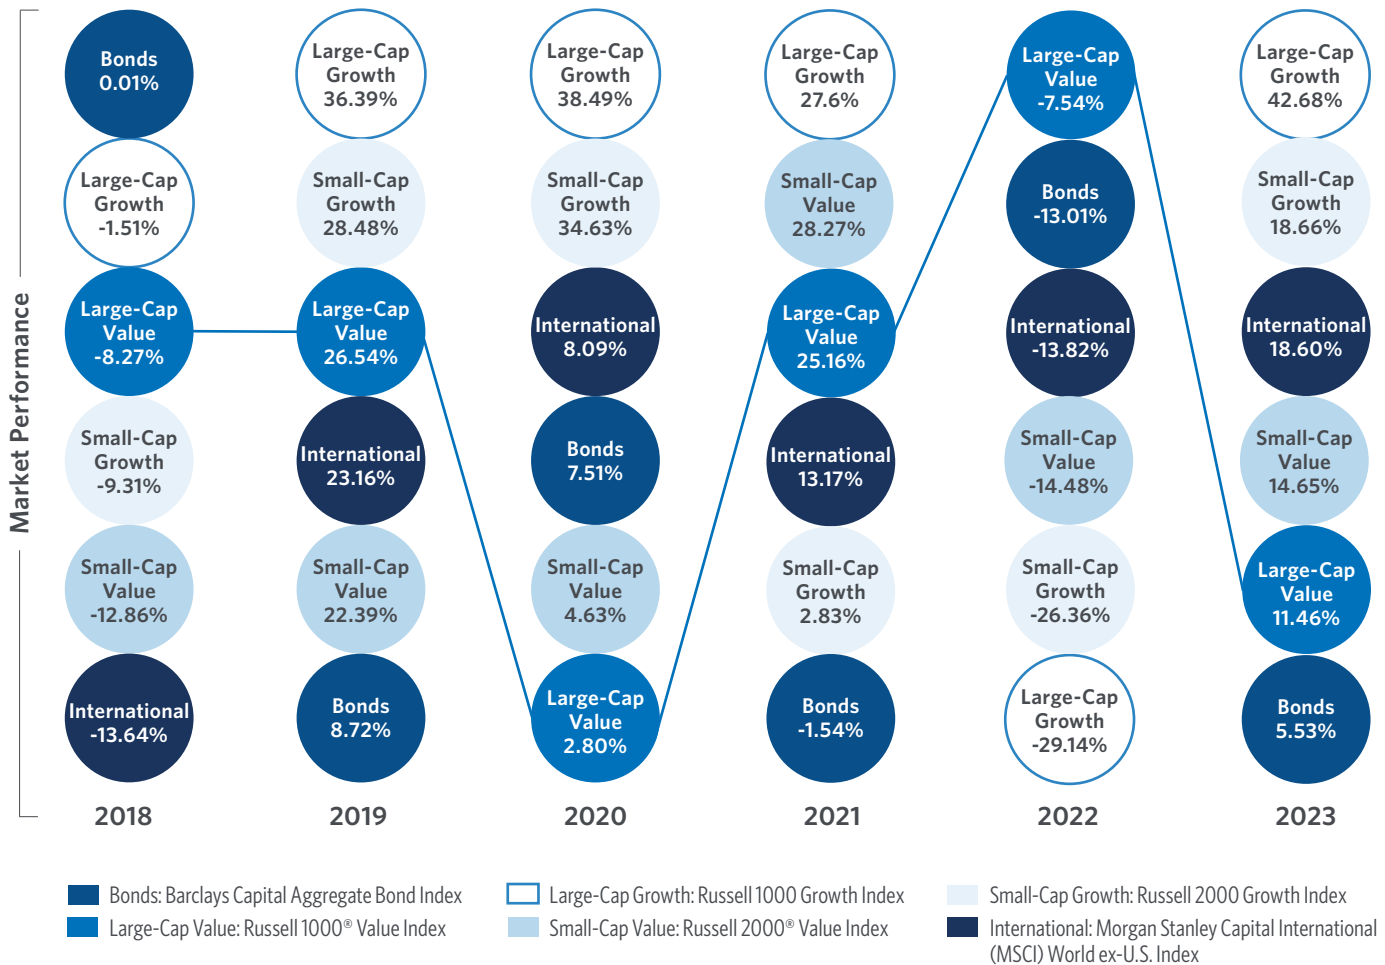 Market Performance
Bonds
0.01%
Large-Cap
Growth
-1.51%
Large-Cap
Value
-8.27%
Small-Cap
Growth
-9.31%
Small-Cap
Value
-12.86%
International
-13.64%
2018
Large-Cap
Growth
36.39%
Small-Cap
Growth
28.48%
Large-Cap
Value
26.54%
International
23.16%
Small-Cap
Value
22.39%
Bonds
8.72%
2019
Large-Cap
Growth
38.49%
Small-Cap
Growth
34.63%
International
8.09%
Bonds
7.51%
Small-Cap
Value
4.63%
Large-Cap
Value
2.80%
2020
Large-Cap
Growth
27.6%
Small-Cap
Value
28.27%
Large-Cap
Value
25.16%
International
13.17%
Small-Cap
Growth
2.83%
Bonds
-1.54%
2021
Large-Cap
Value
-7.54%
Bonds
-13.01%
International
-13.82%
Small-Cap
Value
-14.48%
Small-Cap
Growth
-26.36%
Large-Cap
Growth
-29.14%
2022
Large-Cap
Growth
42.68%
Small-Cap
Growth
18.66%
International
18.60%
Small-Cap
Value
14.65%
Large-Cap
Value
11.46%
Bonds
5.53%
2023
Bonds: Barclays Capital Aggregate Bond Index
Large-Cap Value: Russell 1000® Value Index
Large-Cap Growth: Russell 1000 Growth Index
Small-Cap Value: Russell 2000® Value Index
Small-Cap Growth: Russell 2000 Growth Index
International: Morgan Stanley Capital International
(MSCI) World ex-U.S. Index